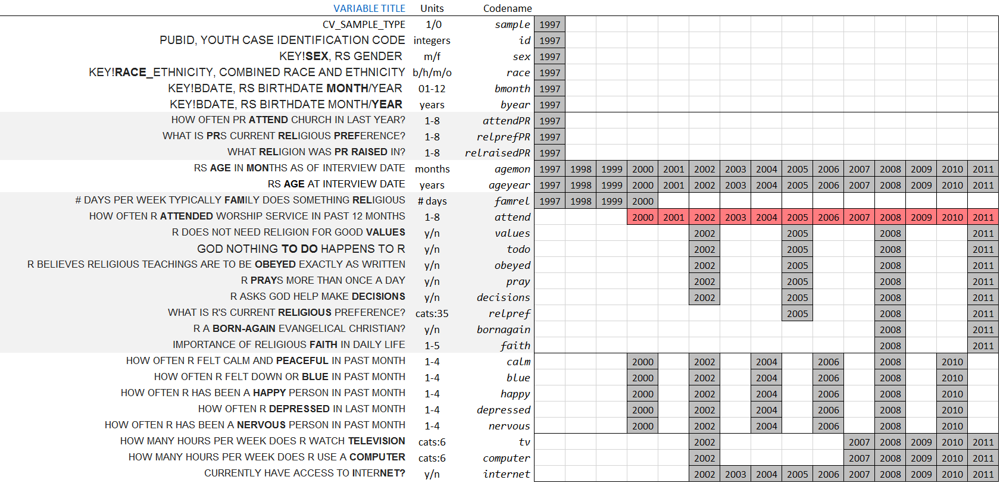 VARIABLE TITLE Units Codename
CV_SAMPLE_TYPE 1/0 sample 1997
PUBID, YOUTH CASE IDENTIFICATION CODE integers id 1997
KEY!SEX, RS GENDER m/f sex 1997
KEY!RACE_ETHNICITY, COMBINED RACE AND ETHNICITY b/h/m/o race 1997
KEY!BDATE, RS BIRTHDATE MONTH/YEAR 01-12 bmonth 1997
KEY!BDATE, RS BIRTHDATE MONTH/YEAR years byear 1997
HOW OFTEN PR ATTEND CHURCH IN LAST YEAR? 1-8 attendPR 1997
WHAT IS PRS CURRENT RELIGIOUS PREFERENCE? 1-8 relprefPR 1997
WHAT RELIGION WAS PR RAISED IN? 1-8 relraisedPR 1997
RS AGE IN MONTHS AS OF INTERVIEW DATE months agemon 1997 1998 1999 2000 2001 2002 2003 2004 2005 2006 2007 2008 2009 2010 2011
RS AGE AT INTERVIEW DATE years ageyear 1997 1998 1999 2000 2001 2002 2003 2004 2005 2006 2007 2008 2009 2010 2011
# DAYS PER WEEK TYPICALLY FAMILY DOES SOMETHING RELIGIOUS # days famrel 1997 1998 1999 2000
HOW OFTEN R ATTENDED WORSHIP SERVICE IN PAST 12 MONTHS 1-8 attend 2000 2001 2002 2003 2004 2005 2006 2007 2008 2009 2010 2011
R DOES NOT NEED RELIGION FOR GOOD VALUES y/n values 2002 2005 2008 2011
GOD NOTHING TO DO HAPPENS TO R y/n todo 2002 2005 2008 2011
R BELIEVES RELIGIOUS TEACHINGS ARE TO BE OBEYED EXACTLY AS WRITTEN y/n obeyed 2002 2005 2008 2011
R PRAYS MORE THAN ONCE A DAY y/n pray 2002 2005 2008 2011
R ASKS GOD HELP MAKE DECISIONS y/n decisions 2002 2005 2008 2011
WHAT IS R'S CURRENT RELIGIOUS PREFERENCE? cats:35 relpref 2005 2008 2011
R A BORN-AGAIN EVANGELICAL CHRISTIAN? y/n bornagain 2008 2011
IMPORTANCE OF RELIGIOUS FAITH IN DAILY LIFE 1-5 faith 2008 2011
HOW OFTEN R FELT CALM AND PEACEFUL IN PAST MONTH 1-4 calm 2000 2002 2004 2006 2008 2010
HOW OFTEN R FELT DOWN OR BLUE IN PAST MONTH 1-4 blue 2000 2002 2004 2006 2008 2010
HOW OFTEN R HAS BEEN A HAPPY PERSON IN PAST MONTH 1-4 happy 2000 2002 2004 2006 2008 2010
HOW OFTEN R DEPRESSED IN LAST MONTH 1-4 depressed 2000 2002 2004 2006 2008 2010
HOW OFTEN R HAS BEEN A NERVOUS PERSON IN PAST MONTH 1-4 nervous 2000 2002 2004 2006 2008 2010
HOW MANY HOURS PER WEEK DOES R WATCH TELEVISION cats:6 tv 2002 2007 2008 2009 2010 2011
HOW MANY HOURS PER WEEK DOES R USE A COMPUTER cats:6 computer 2002 2007 2008 2009 2010 2011
CURRENTLY HAVE ACCESS TO INTERNET? y/n internet 2002 2003 2004 2005 2006 2007 2008 2009 2010 2011